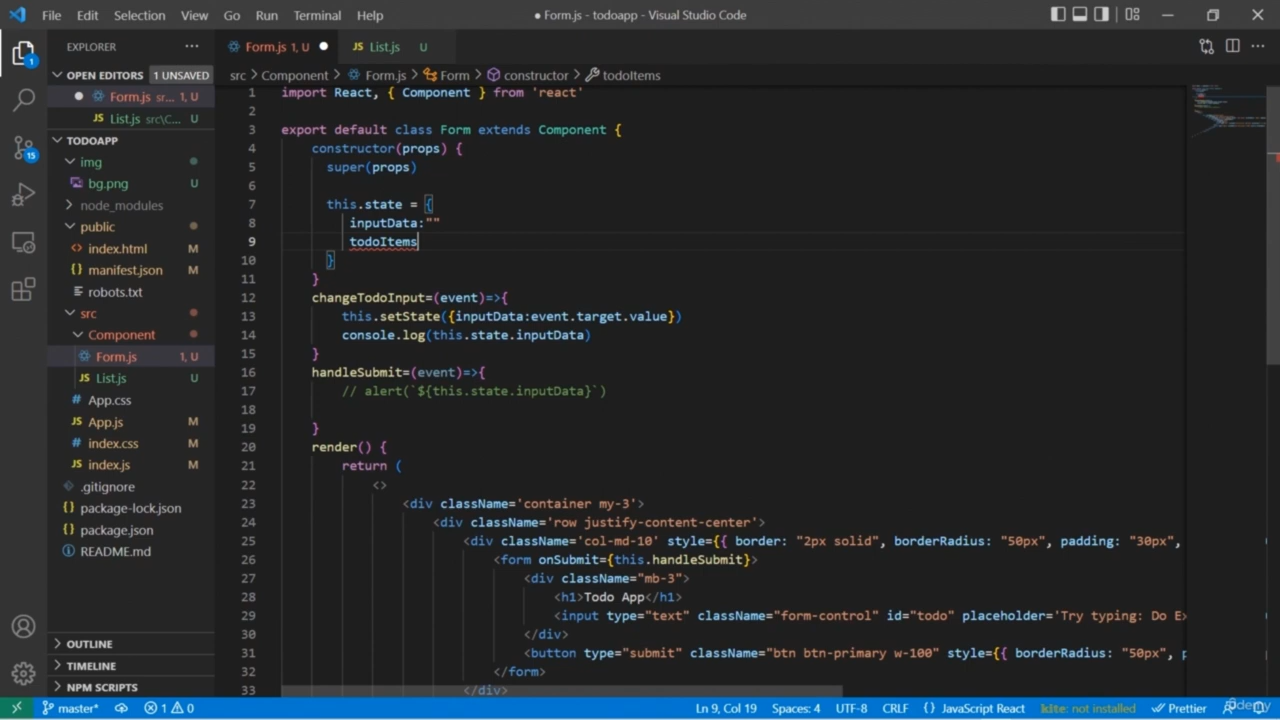 File Edit Selection View Go Run Terminal Help ● Form.js - todoapp - Visual Studio Code
EXPLORER ···
OPEN EDITORS 1 UNSAVED
● Form.js sr... 1, U
JS List.js src\C... U
TODOAPP
img
bg.png U
node_modules
public
<> index.html M
{} manifest.json M
robots.txt
src
Component
Form.js 1, U
JS List.js U
# App.css
JS App.js M
# index.css M
JS index.js M
.gitignore
{} package-lock.json
{} package.json
README.md
OUTLINE
TIMELINE
NPM SCRIPTS
1
15
Form.js 1, U ●
JS List.js U
src > Component > Form.js > Form > constructor > todoItems
1 import React, { Component } from 'react'
2
3 export default class Form extends Component {
4 constructor(props) {
5 super(props)
6
7 this.state = {
8 inputData:""
9 todoItems
10 }
11 }
12 changeTodoInput=(event)=>{
13 this.setState({inputData:event.target.value})
14 console.log(this.state.inputData)
15 }
16 handleSubmit=(event)=>{
17 // alert(`${this.state.inputData}`)
18
19 }
20 render() {
21 return (
22 <>
23 <div className='container my-3'>
24 <div className='row justify-content-center'>
25 <div className='col-md-10' style={{ border: "2px solid", borderRadius: "50px", padding: "30px",
26 <form onSubmit={this.handleSubmit}>
27 <div className="mb-3">
28 <h1>Todo App</h1>
29 <input type="text" className="form-control" id="todo" placeholder='Try typing: Do Ex
30 </div>
31 <button type="submit" className="btn btn-primary w-100" style={{ borderRadius: "50px", p
32 </form>
33 </div>
master* 1 0 Ln 9, Col 19 Spaces: 4 UTF-8 CRLF {} JavaScript React kite: not installed Prettier
Udemy